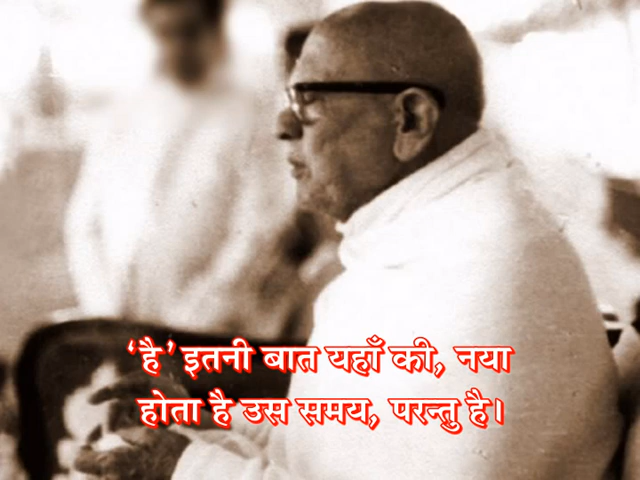 ‘है’ इतनी बात यहाँ की, नया
होता है उस समय, परन्तु है।